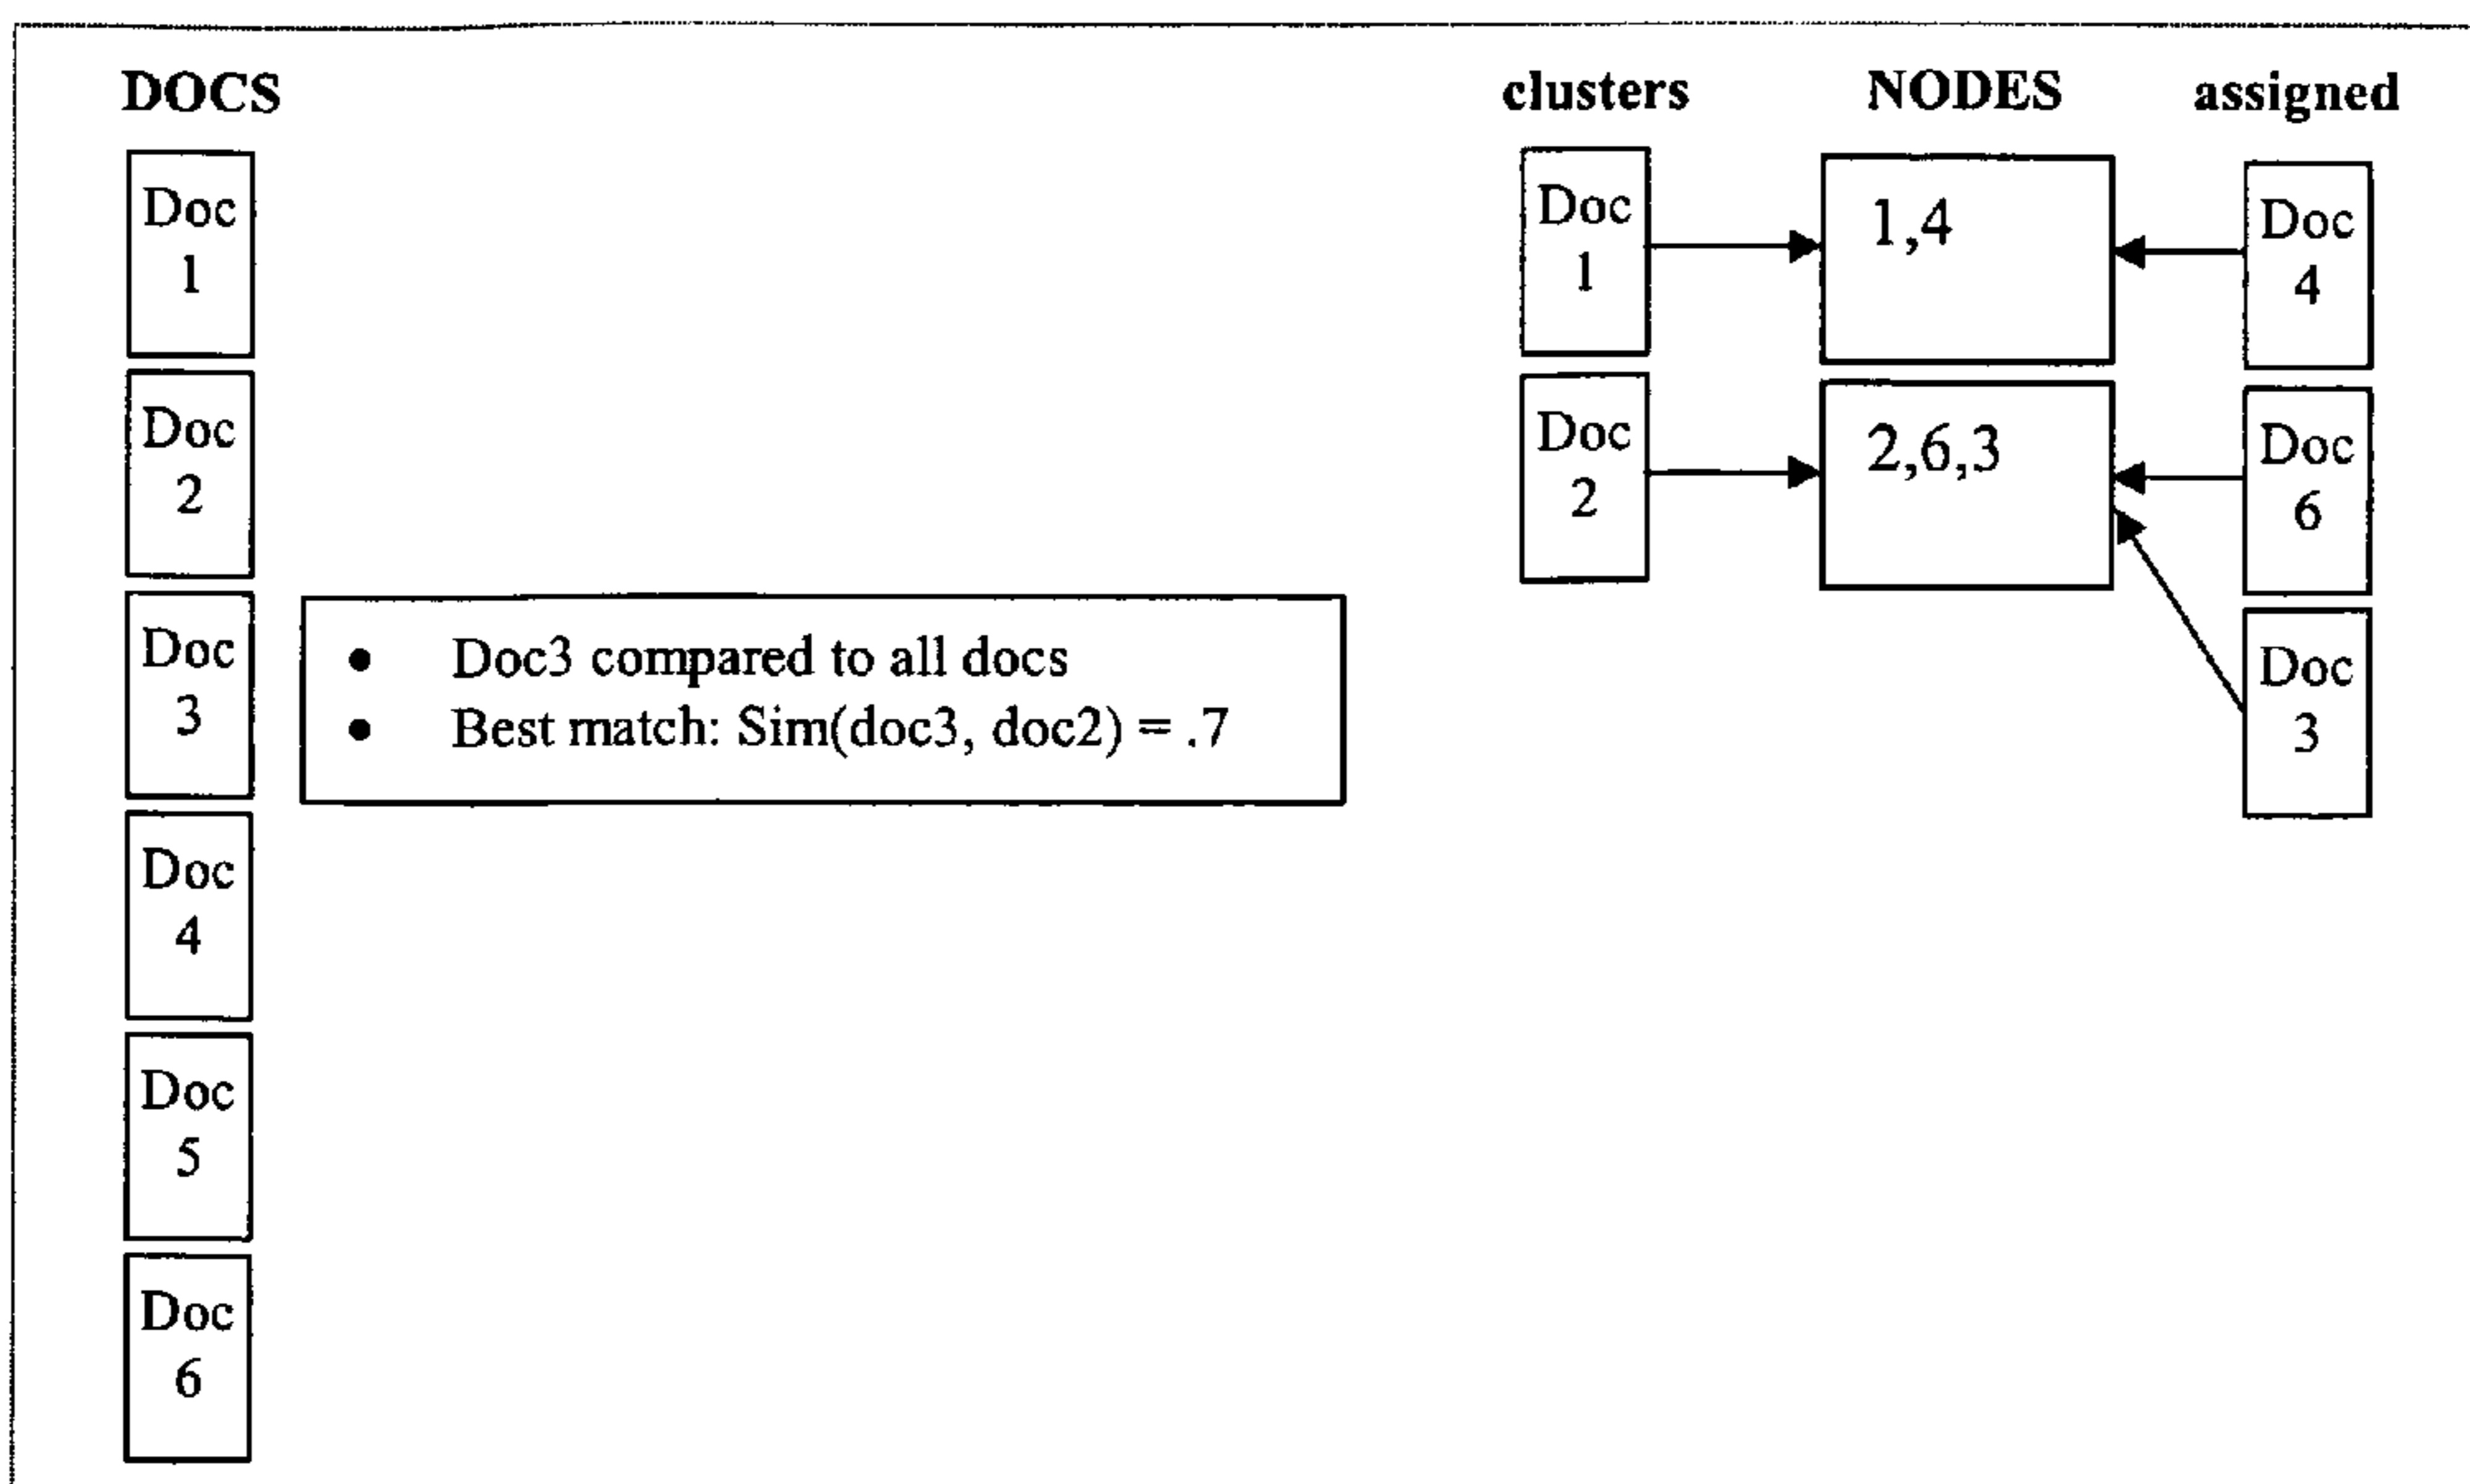 DOCS
Doc
1
Doc
2
Doc
3
Doc
4
Doc
5
Doc
6
• Doc3 compared to all docs
• Best match: Sim(doc3, doc2) = .7
clusters NODES assigned
Doc
1
1,4
Doc
4
Doc
2
2,6,3
Doc
6
Doc
3